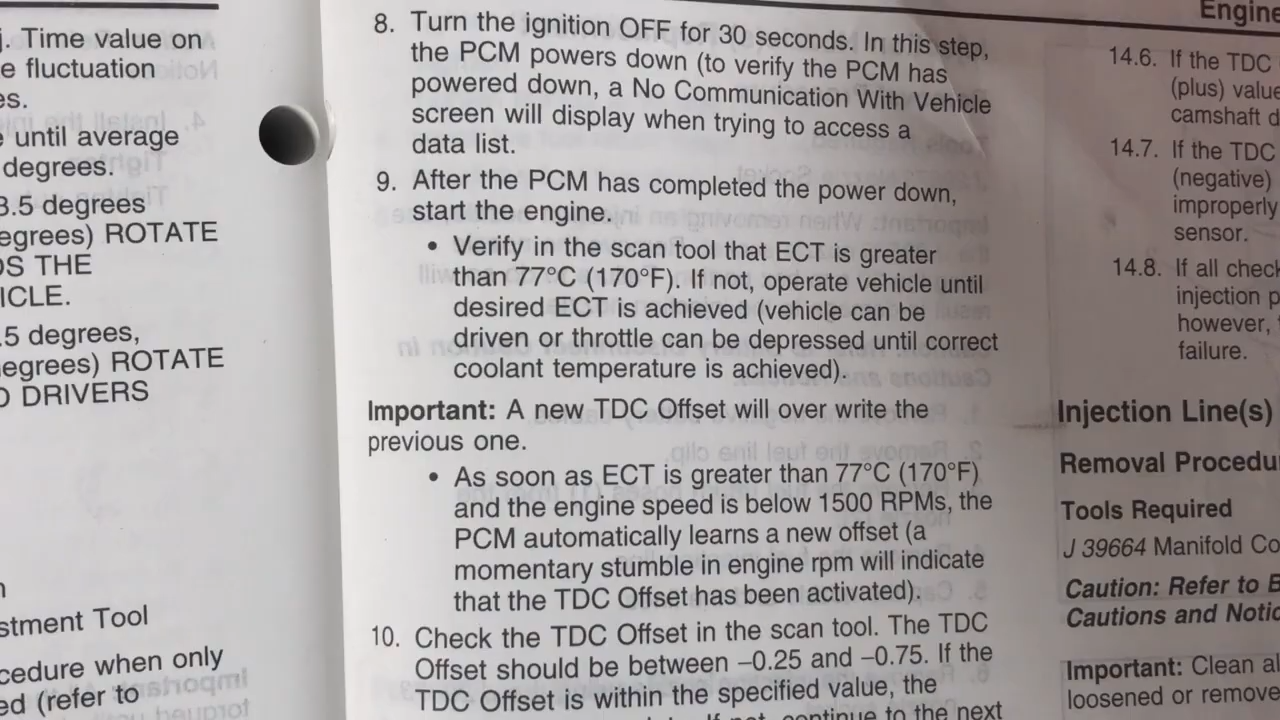 . Time value on
e fluctuation
es.
until average
degrees.
3.5 degrees
egrees) ROTATE
OS THE
ICLE.
.5 degrees,
egrees) ROTATE
O DRIVERS
n
stment Tool
cedure when only
ed (refer to
8. Turn the ignition OFF for 30 seconds. In this step,
the PCM powers down (to verify the PCM has
powered down, a No Communication With Vehicle
screen will display when trying to access a
data list.
9. After the PCM has completed the power down,
start the engine.
• Verify in the scan tool that ECT is greater
than 77°C (170°F). If not, operate vehicle until
desired ECT is achieved (vehicle can be
driven or throttle can be depressed until correct
coolant temperature is achieved).
Important: A new TDC Offset will over write the
previous one.
• As soon as ECT is greater than 77°C (170°F)
and the engine speed is below 1500 RPMs, the
PCM automatically learns a new offset (a
momentary stumble in engine rpm will indicate
that the TDC Offset has been activated).
10. Check the TDC Offset in the scan tool. The TDC
Offset should be between –0.25 and –0.75. If the
TDC Offset is within the specified value, the
If not, continue to the next
Engine
14.6. If the TDC
(plus) value
camshaft d
14.7. If the TDC
(negative)
improperly
sensor.
14.8. If all check
injection p
however,
failure.
Injection Line(s)
Removal Procedu
Tools Required
J 39664 Manifold Co
Caution: Refer to B
Cautions and Notic
Important: Clean al
loosened or remove